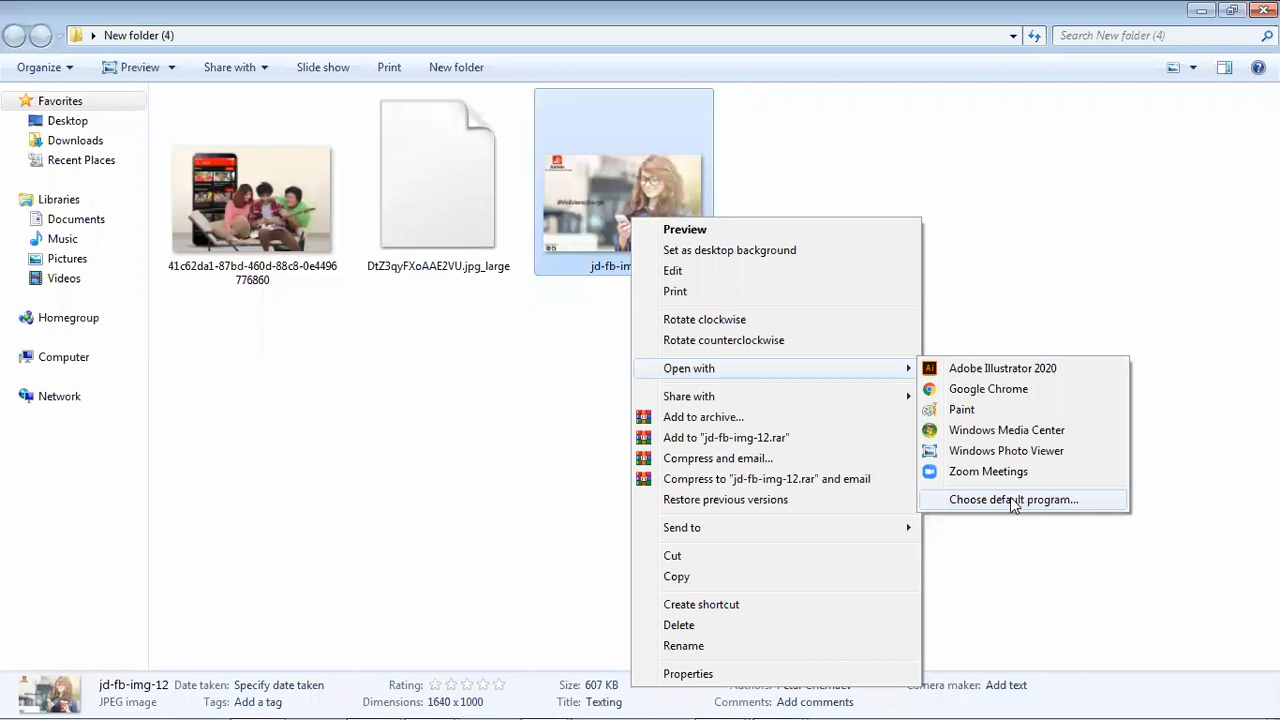 New folder (4)
Search New folder (4)
Organize
Preview
Share with
Slide show
Print
New folder
Favorites
Desktop
Downloads
Recent Places
Libraries
Documents
Music
Pictures
Videos
Homegroup
Computer
Network
41c62da1-87bd-460d-88c8-0e4496
776860
DtZ3qyFXoAAE2VU.jpg_large
jd-fb-im
Preview
Set as desktop background
Edit
Print
Rotate clockwise
Rotate counterclockwise
Open with
Share with
Add to archive...
Add to "jd-fb-img-12.rar"
Compress and email...
Compress to "jd-fb-img-12.rar" and email
Restore previous versions
Send to
Cut
Copy
Create shortcut
Delete
Rename
Properties
Adobe Illustrator 2020
Google Chrome
Paint
Windows Media Center
Windows Photo Viewer
Zoom Meetings
Choose default program...
jd-fb-img-12 Date taken: Specify date taken Rating: Size: 607 KB Camera maker: Add text
JPEG image Tags: Add a tag Dimensions: 1640 x 1000 Title: Texting Comments: Add comments